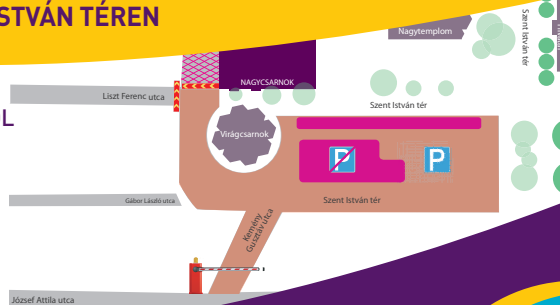 STVÁN TÉREN
Nagytemplom
Szent István tér
NAGYCSARNOK
Liszt Ferenc utca
Szent István tér
L
Virágcsarnok
P
P
Gábor László utca
Szent István tér
Kemény
Gusztáv utca
József Attila utca